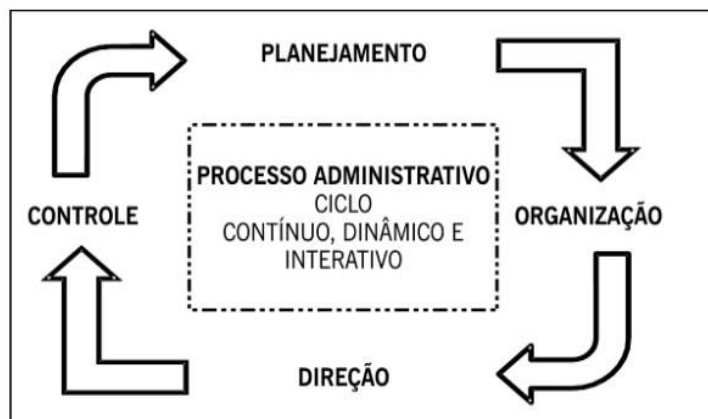 PLANEJAMENTO
PROCESSO ADMINISTRATIVO
CICLO
CONTÍNUO, DINÂMICO E
INTERATIVO
CONTROLE
ORGANIZAÇÃO
DIREÇÃO